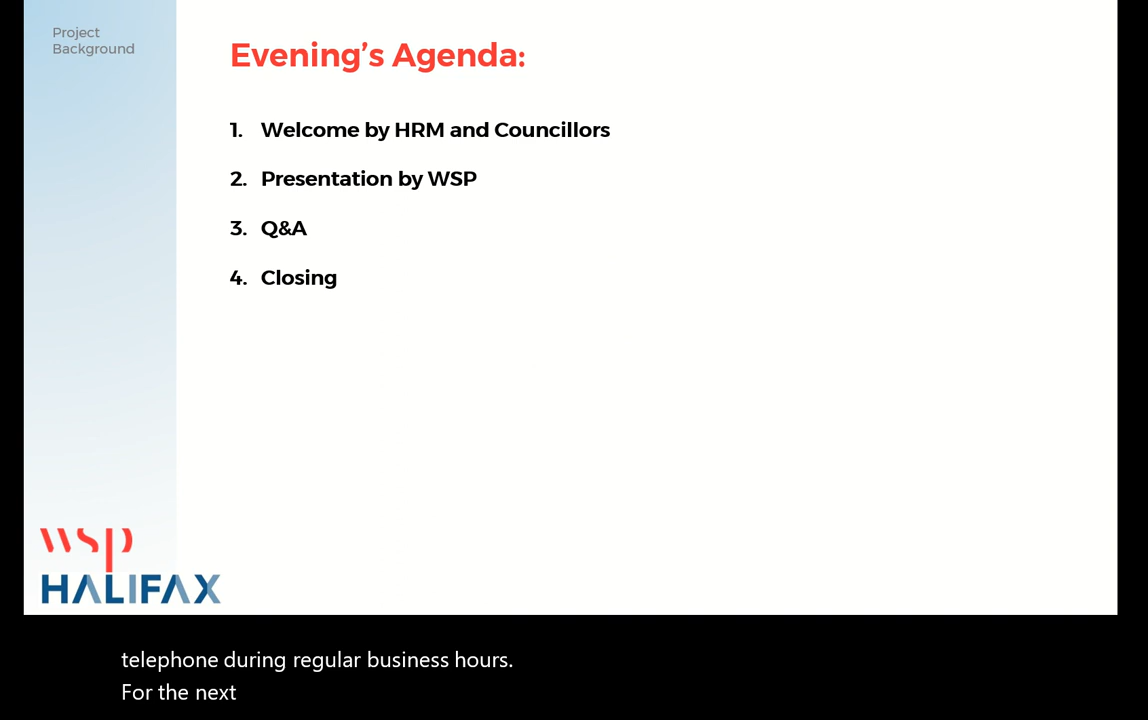 Project
Background
Evening's Agenda:
1. Welcome by HRM and Councillors
2. Presentation by WSP
3. Q&A
4. Closing
wsp
HALIFAX
telephone during regular business hours.
For the next